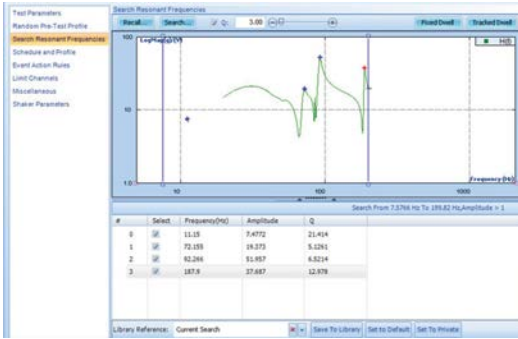 Test Parameters
Random Pre-Test Profile
Search Resonant Frequencies
Schedule and Profile
Event Action Rules
Limit Channels
Miscellaneous
Shaker Parameters
Search Resonant Frequencies
Recall... Search... Q: 3.00 Fixed Dwell Tracked Dwell
LogMag(g)/(V) H(f)
100
10
1.0
10 100 1000
Frequency(Hz)
Search From 7.5766 Hz To 199.82 Hz,Amplitude > 1
# Select Frequency(Hz) Amplitude Q
0 11.15 7.4772 21.414
1 72.155 19.373 5.1261
2 92.266 51.957 6.5214
3 187.9 37.687 12.978
Library Reference: Current Search Save To Library Set to Default Set To Private